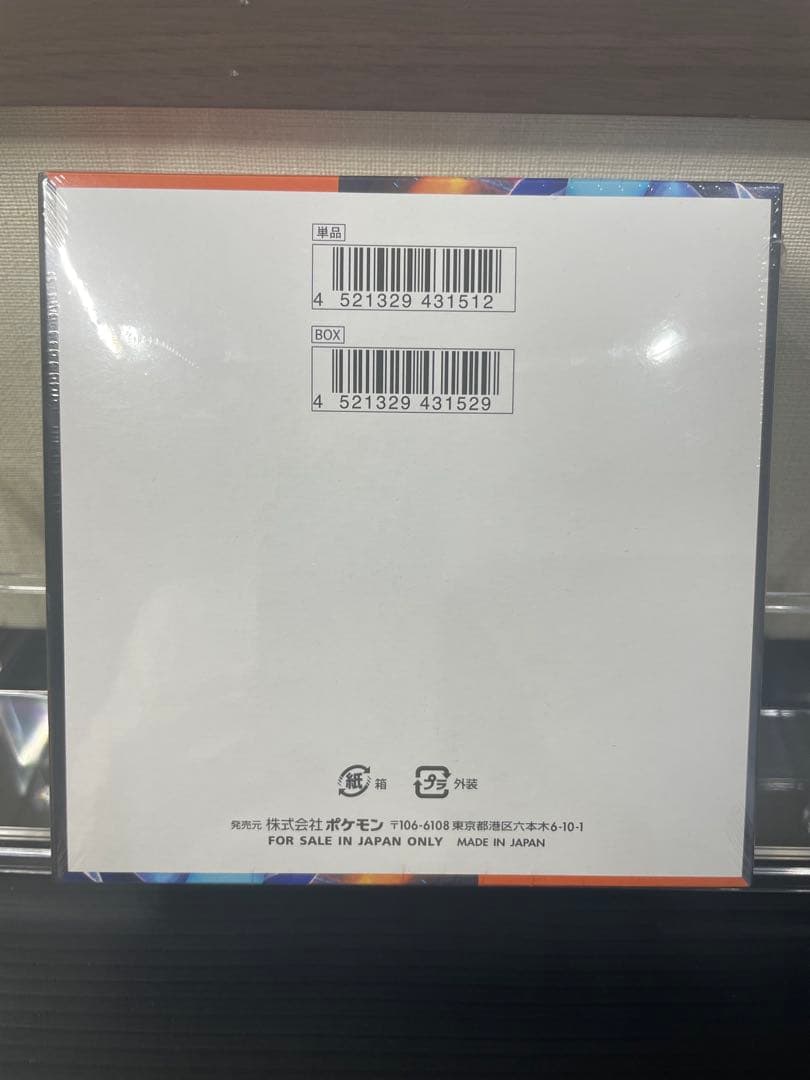 単品
4 521329 431512
BOX
4 521329 431529
紙 箱 プラ 外装
発売元 株式会社ポケモン 〒106-6108 東京都港区六本木6-10-1
FOR SALE IN JAPAN ONLY MADE IN JAPAN